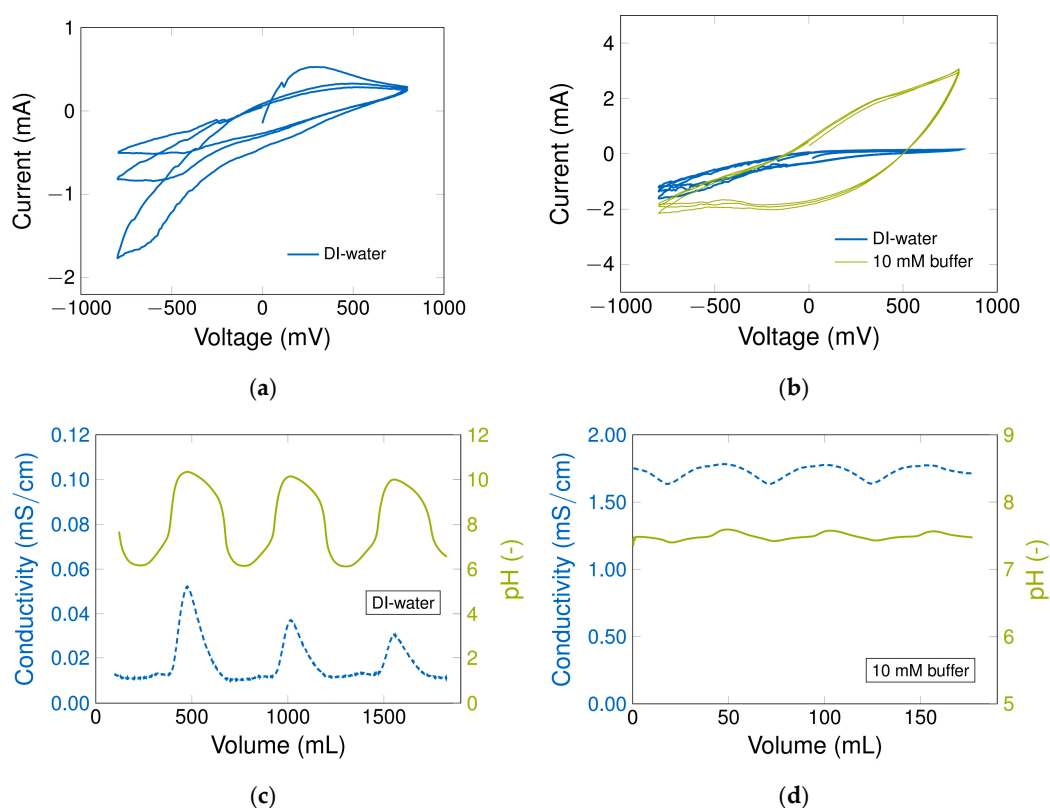 1
0
−1
−2
Current (mA)
DI-water
−1000 −500 0 500 1000
Voltage (mV)
(a)
4
2
0
−2
−4
Current (mA)
DI-water
10 mM buffer
−1000 −500 0 500 1000
Voltage (mV)
(b)
0.12
0.10
0.08
0.06
0.04
0.02
0.00
Conductivity (mS/cm)
12
10
8
6
4
2
0
pH (-)
DI-water
0 500 1000 1500
Volume (mL)
(c)
2.00
1.50
1.00
0.50
0.00
Conductivity (mS/cm)
9
8
7
6
5
pH (-)
10 mM buffer
0 50 100 150
Volume (mL)
(d)